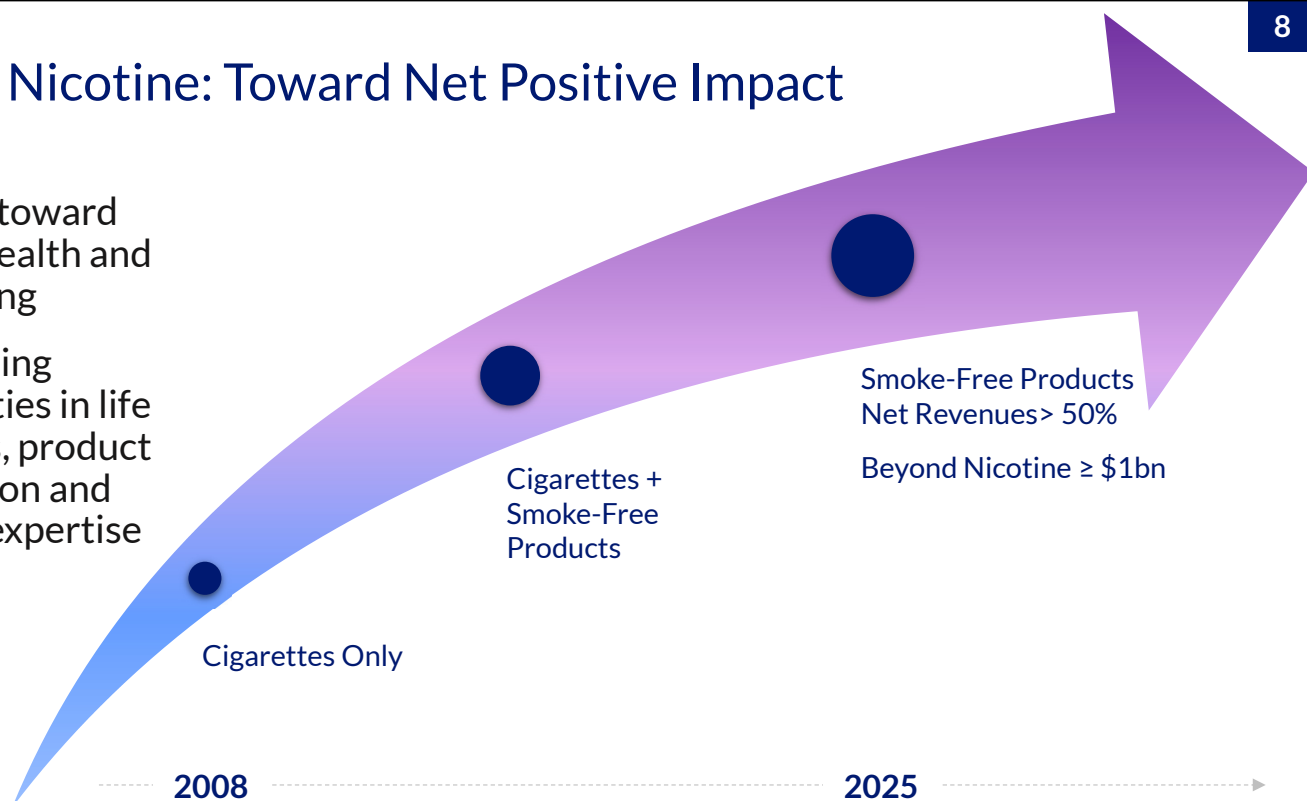 8
Nicotine: Toward Net Positive Impact
toward
ealth and
ng
ing
ties in life
, product
on and
expertise
Smoke-Free Products
Net Revenues> 50%
Beyond Nicotine ≥ $1bn
Cigarettes +
Smoke-Free
Products
Cigarettes Only
2008
2025